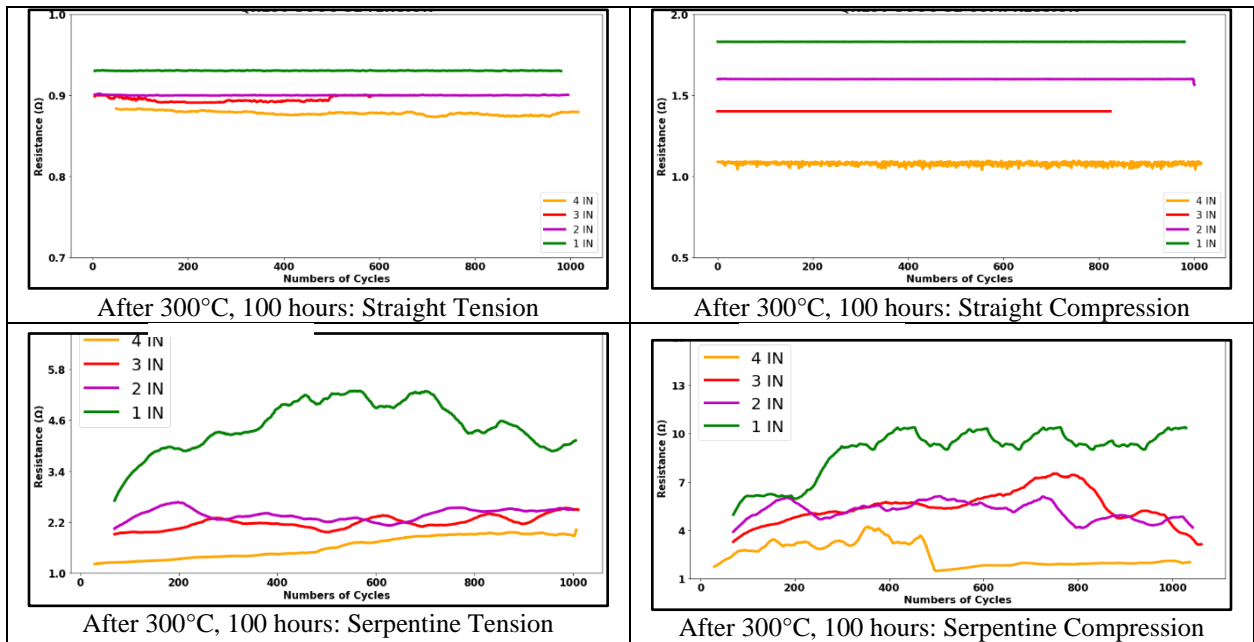 1.0
0.9
0.8
0.7
Resistance (Ω)
0
200
400
600
800
1000
Numbers of Cycles
4 IN
3 IN
2 IN
1 IN
After 300°C, 100 hours: Straight Tension
2.0
1.5
1.0
0.5
Resistance (Ω)
0
200
400
600
800
1000
Numbers of Cycles
4 IN
3 IN
2 IN
1 IN
After 300°C, 100 hours: Straight Compression
4 IN
3 IN
2 IN
1 IN
5.8
4.6
3.4
2.2
1.0
Resistance (Ω)
0
200
400
600
800
1000
Numbers of Cycles
After 300°C, 100 hours: Serpentine Tension
4 IN
3 IN
2 IN
1 IN
13
10
7
4
1
Resistance (Ω)
0
200
400
600
800
1000
Numbers of Cycles
After 300°C, 100 hours: Serpentine Compression